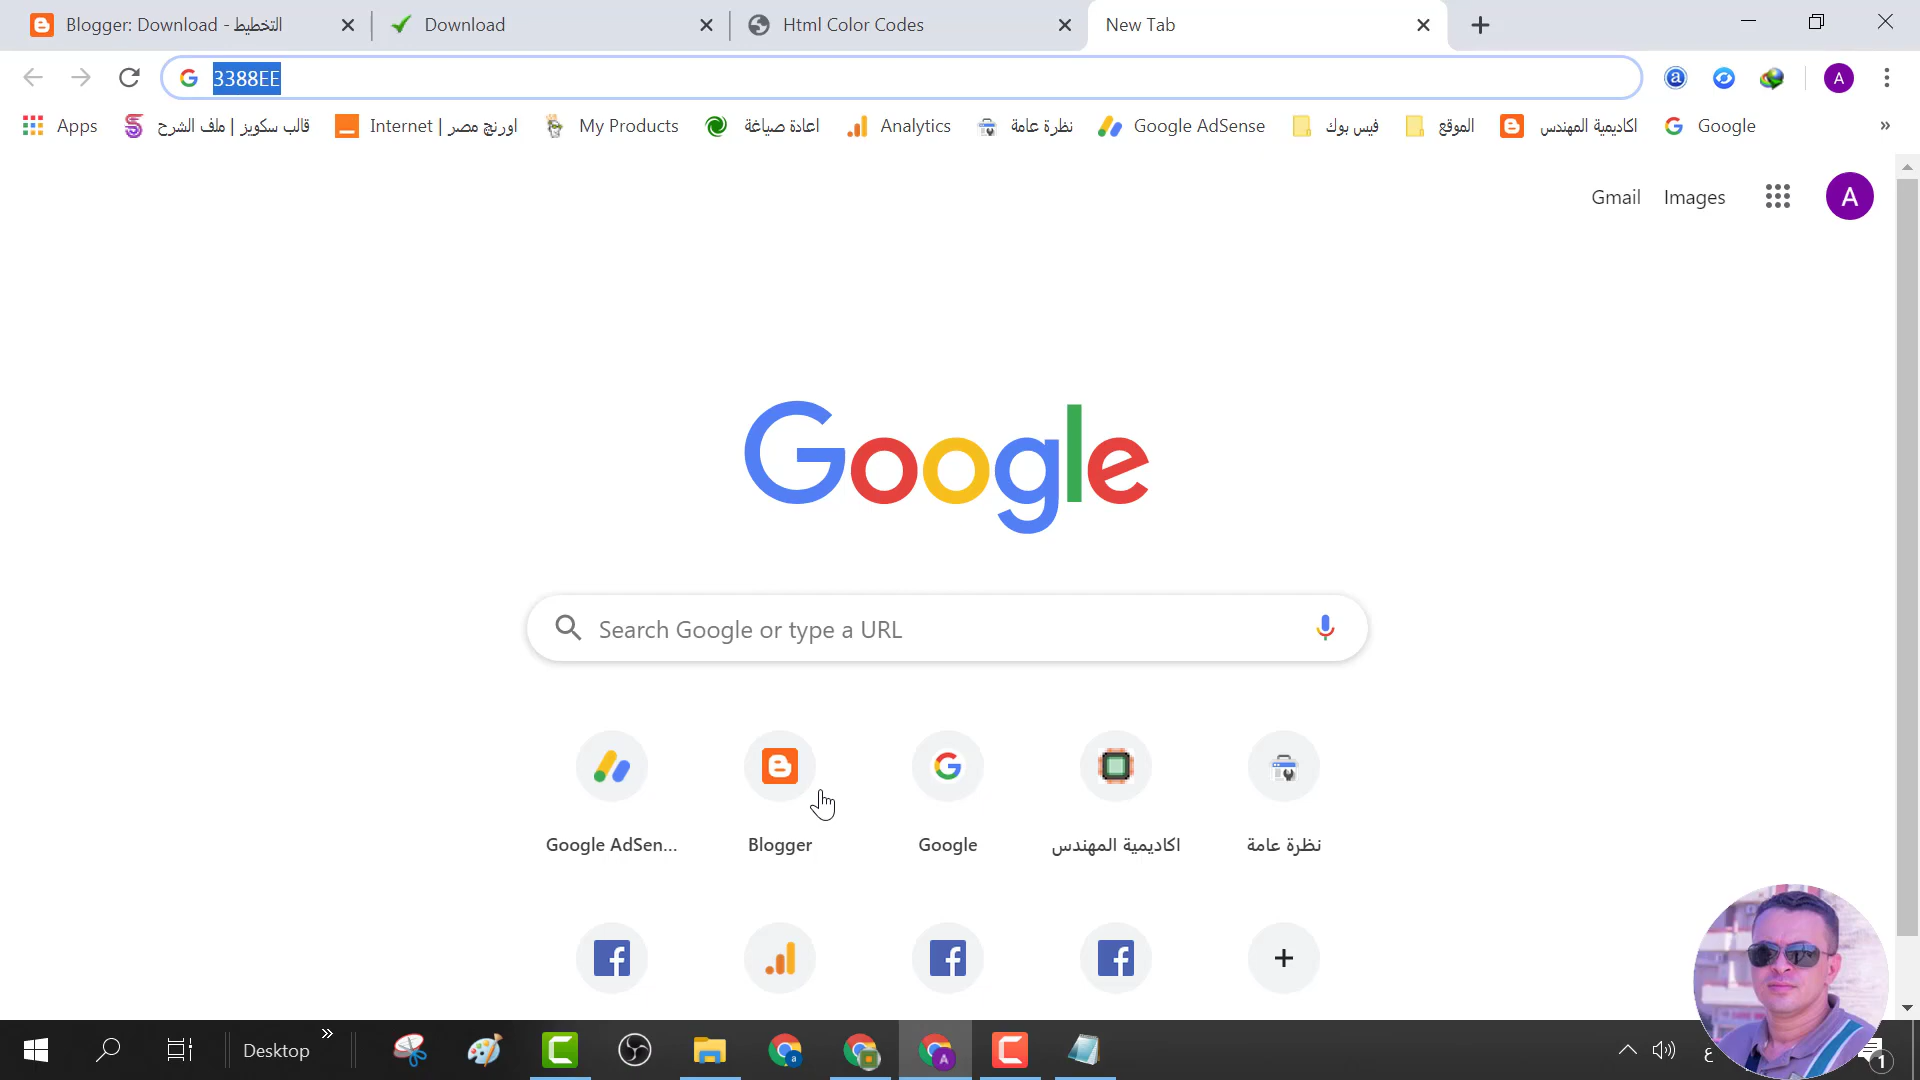 Blogger: Download - التخطيط
Download
Html Color Codes
New Tab
3388EE
Apps
قالب سكويز | ملف الشرح
Internet | اورنچ مصر
My Products
اعادة صياغة
Analytics
نظرة عامة
Google AdSense
فيس بوك
الموقع
اكاديمية المهندس
Google
»
Gmail
Images
A
Google
Search Google or type a URL
Google AdSen...
Blogger
Google
اكاديمية المهندس
نظرة عامة
Desktop
»
ع
1